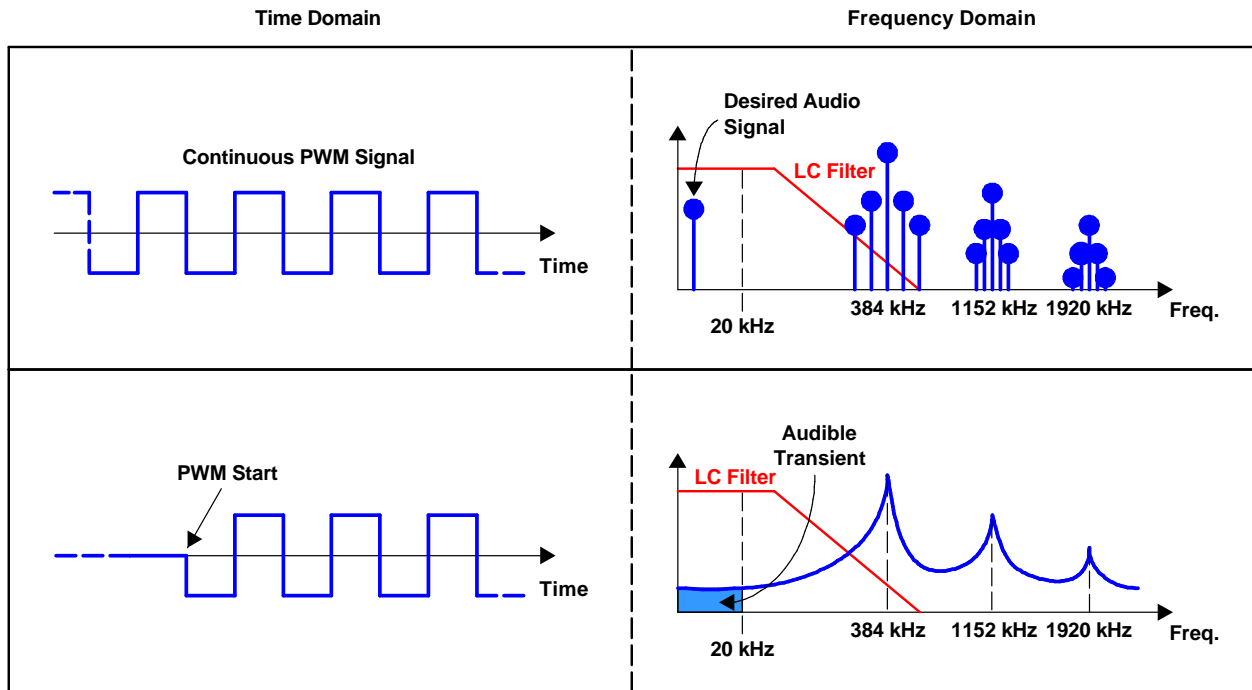 Time Domain
Frequency Domain
Continuous PWM Signal
Time
Desired Audio
Signal
LC Filter
20 kHz
384 kHz
1152 kHz
1920 kHz
Freq.
PWM Start
Time
Audible
Transient
LC Filter
20 kHz
384 kHz
1152 kHz
1920 kHz
Freq.